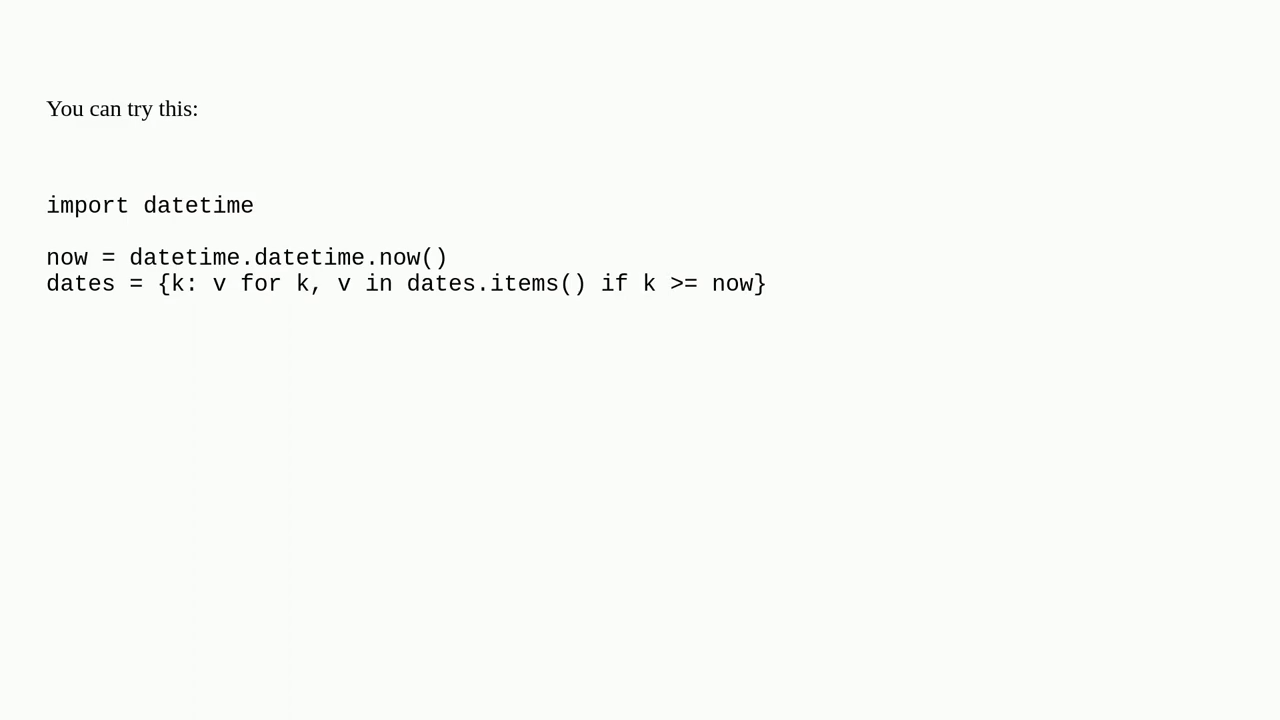 You can try this:
import datetime
now = datetime.datetime.now()
dates = {k: v for k, v in dates.items() if k >= now}